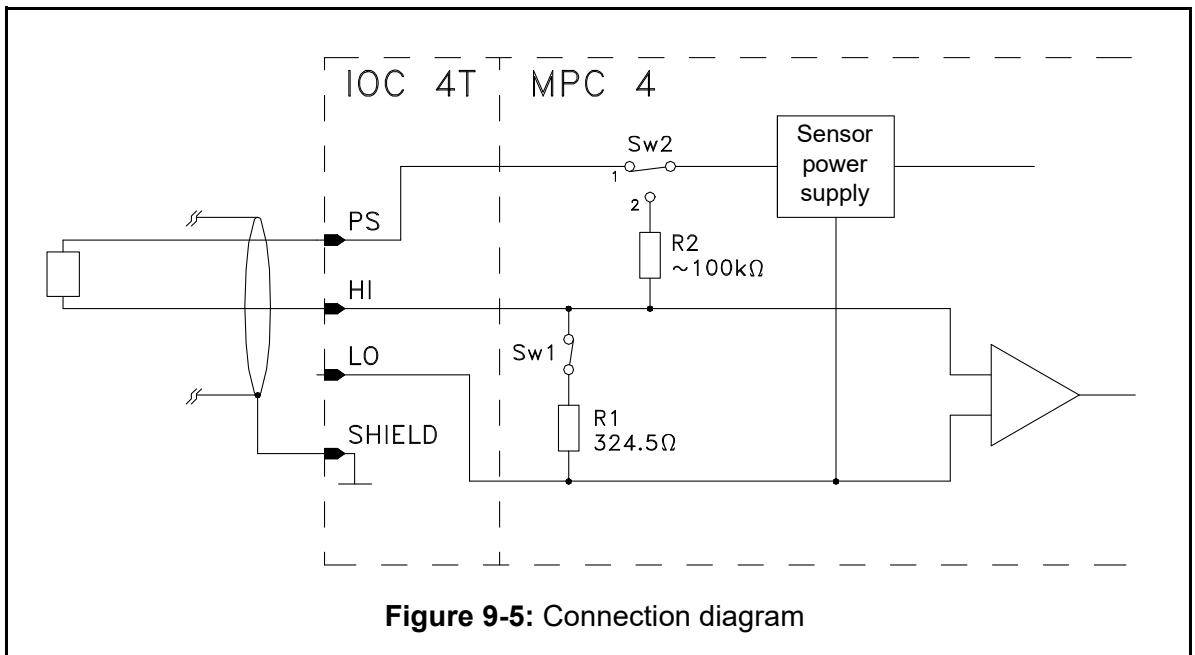 IOC 4T
MPC 4
Sensor
power
supply
Sw2
1
2
PS
R2
~100kΩ
HI
Sw1
LO
R1
324.5Ω
SHIELD
Figure 9-5: Connection diagram